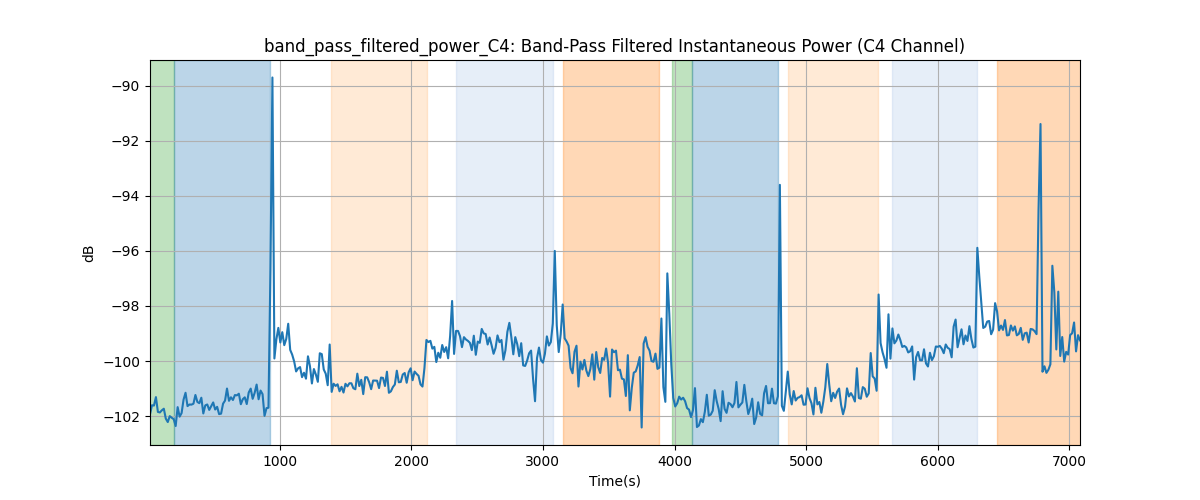 band_pass_filtered_power_C4: Band-Pass Filtered Instantaneous Power (C4 Channel)
−90
−92
−94
−96
−98
−100
−102
dB
1000 2000 3000 4000 5000 6000 7000
Time(s)